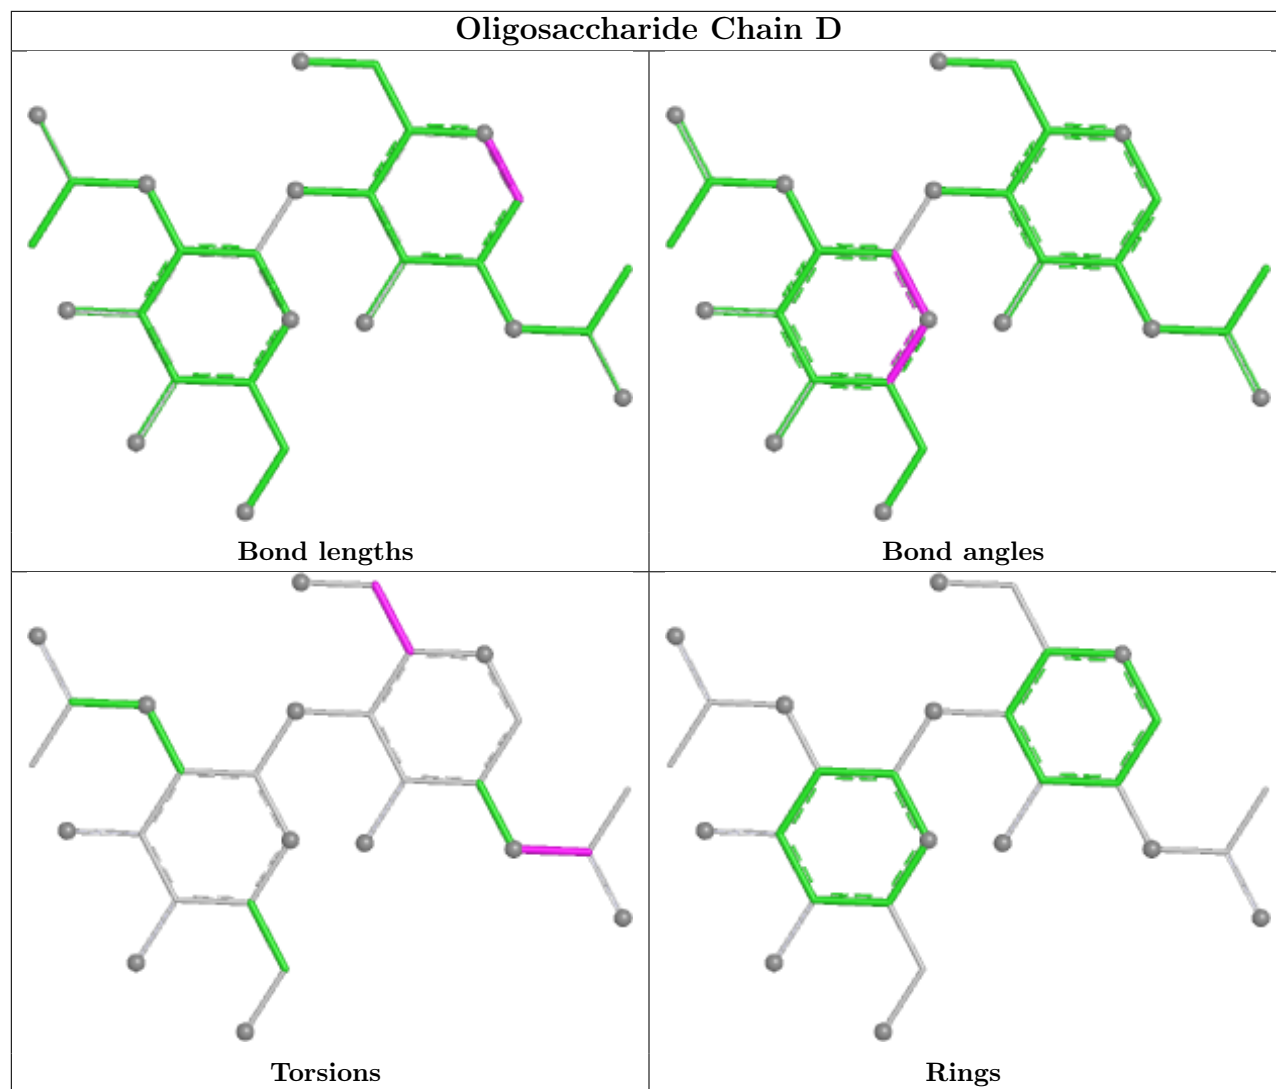 Oligosaccharide Chain D
Bond lengths
Bond angles
Torsions
Rings